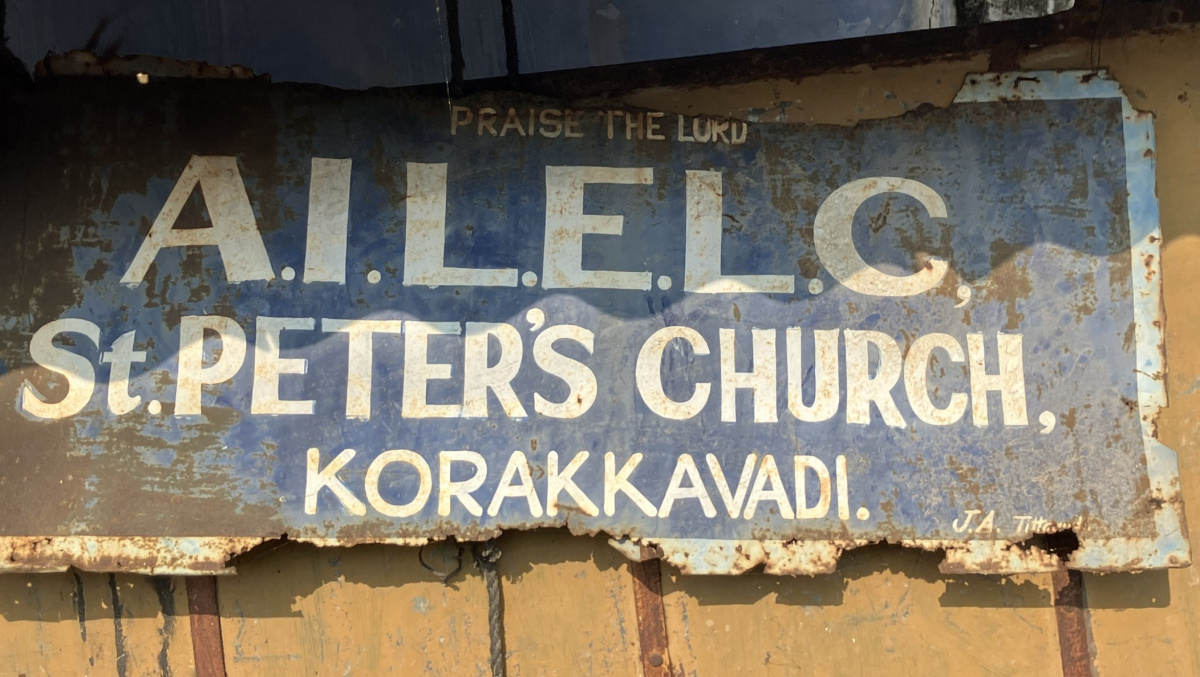 PRAISE THE LORD
A.I.L.E.L.C,
St. PETER'S CHURCH,
KORAKKAVADI.
J.A.